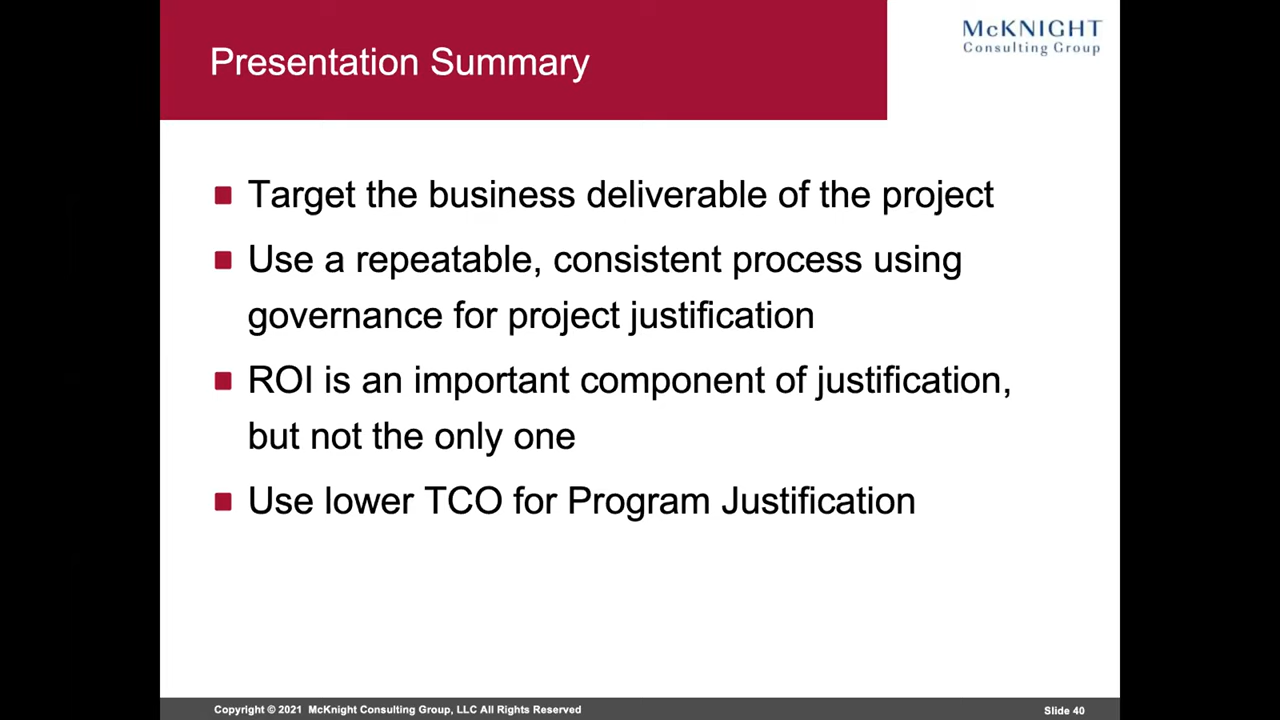 Presentation Summary
McKNIGHT
Consulting Group
Target the business deliverable of the project
Use a repeatable, consistent process using
governance for project justification
ROI is an important component of justification,
but not the only one
Use lower TCO for Program Justification
Copyright © 2021 McKnight Consulting Group, LLC All Rights Reserved
Slide 40